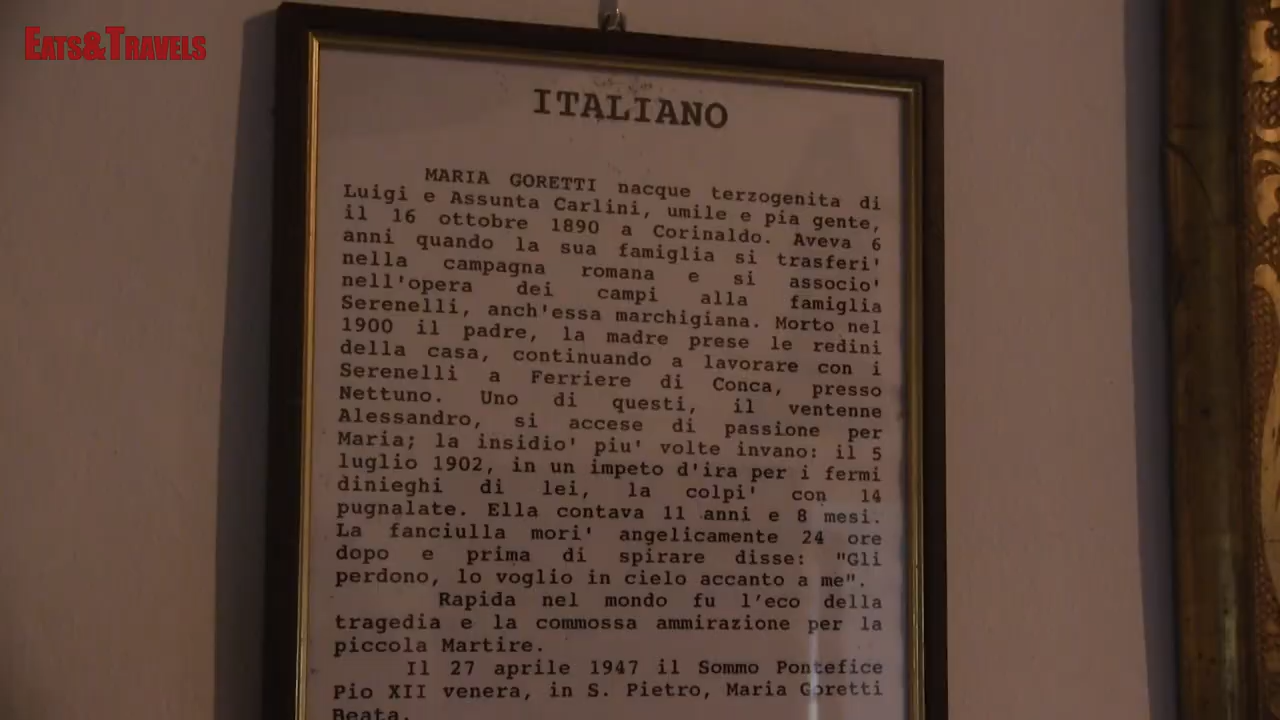 EATS&TRAVELS
ITALIANO
MARIA GORETTI nacque terzogenita di
Luigi e Assunta Carlini, umile e pia gente,
il 16 ottobre 1890 a Corinaldo. Aveva 6
anni quando la sua famiglia si trasferi'
nella campagna romana e si associo'
nell'opera dei campi alla famiglia
Serenelli, anch'essa marchigiana. Morto nel
1900 il padre, la madre prese le redini
della casa, continuando a lavorare con i
Serenelli a Ferriere di Conca, presso
Nettuno. Uno di questi, il ventenne
Alessandro, si accese di passione per
Maria; la insidio' piu' volte invano: il 5
luglio 1902, in un impeto d'ira per i fermi
dinieghi di lei, la colpi' con 14
pugnalate. Ella contava 11 anni e 8 mesi.
La fanciulla mori' angelicamente 24 ore
dopo e prima di spirare disse: "Gli
perdono, lo voglio in cielo accanto a me".
Rapida nel mondo fu l'eco della
tragedia e la commossa ammirazione per la
piccola Martire.
Il 27 aprile 1947 il Sommo Pontefice
Pio XII venera, in S. Pietro, Maria Goretti
Beata.